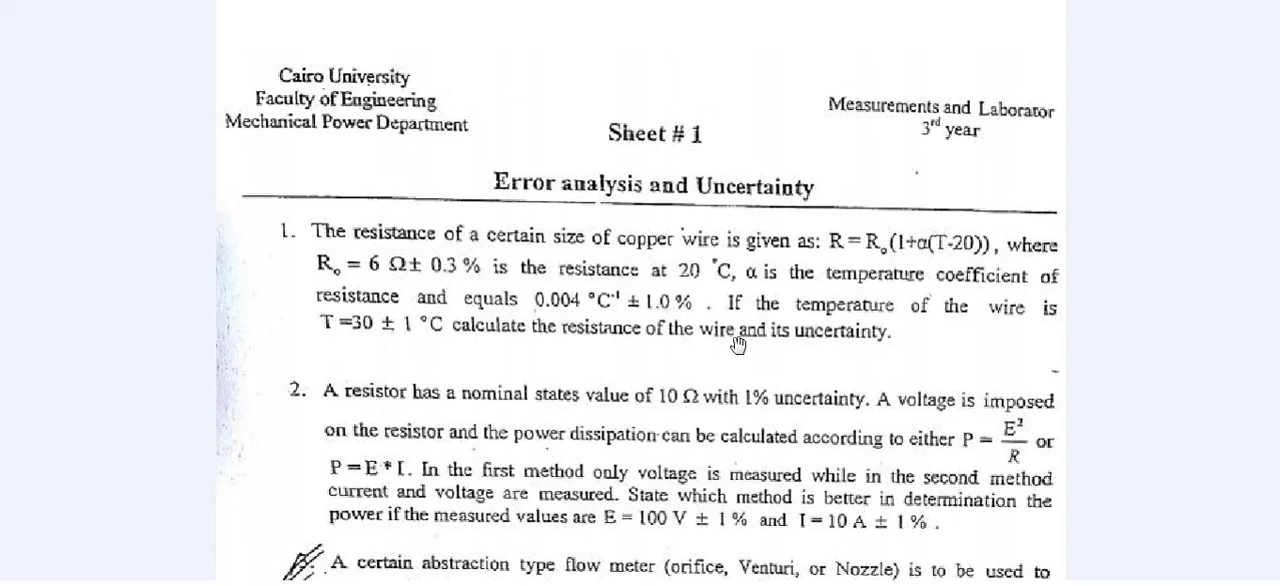 Cairo University
Faculty of Engineering
Mechanical Power Department
Measurements and Laborator
3rd year
Sheet # 1
Error analysis and Uncertainty
1. The resistance of a certain size of copper wire is given as: R=Ro(1+α(T-20)), where
Ro = 6 Ω± 0.3 % is the resistance at 20 °C, α is the temperature coefficient of
resistance and equals 0.004 °C⁻¹ ± 1.0 % . If the temperature of the wire is
T =30 ± 1 °C calculate the resistance of the wire and its uncertainty.
2. A resistor has a nominal states value of 10 Ω with 1% uncertainty. A voltage is imposed
on the resistor and the power dissipation can be calculated according to either P = E²/R or
P=E*I. In the first method only voltage is measured while in the second method
current and voltage are measured. State which method is better in determination the
power if the measured values are E = 100 V ± 1 % and I = 10 A ± 1 % .
A certain abstraction type flow meter (orifice, Venturi, or Nozzle) is to be used to